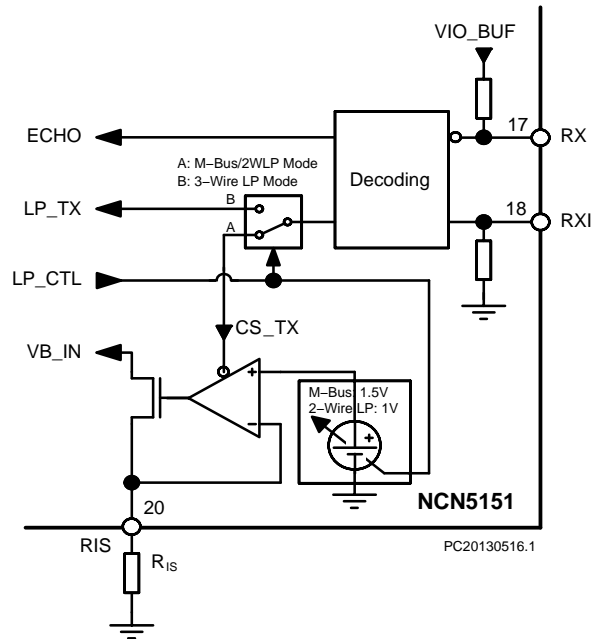 VIO_BUF
17
ECHO
RX
A: M–Bus/2WLP Mode
B: 3–Wire LP Mode
Decoding
B
LP_TX
18
RXI
A
LP_CTL
CS_TX
VB_IN
+
M–Bus: 1.5V
2–Wire LP: 1V
+
–
NCN5151
20
RIS
PC20130516.1
RIS